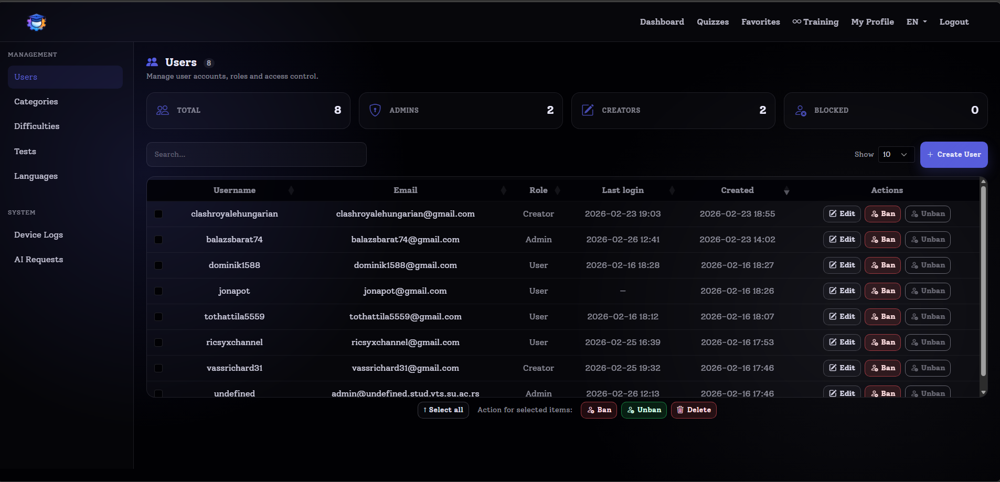 Dashboard Quizzes Favorites ∞ Training My Profile EN Logout
MANAGEMENT
Users
Categories
Difficulties
Tests
Languages
SYSTEM
Device Logs
AI Requests
Users 8
Manage user accounts, roles and access control.
TOTAL 8
ADMINS 2
CREATORS 2
BLOCKED 0
Search...
Show 10
+ Create User
Username Email Role Last login Created Actions
clashroyalehungarian clashroyalehungarian@gmail.com Creator 2026-02-23 19:03 2026-02-23 18:55 Edit Ban Unban
balazsbarat74 balazsbarat74@gmail.com Admin 2026-02-26 12:41 2026-02-23 14:02 Edit Ban Unban
dominik1588 dominik1588@gmail.com User 2026-02-16 18:28 2026-02-16 18:27 Edit Ban Unban
jonapot jonapot@gmail.com User — 2026-02-16 18:26 Edit Ban Unban
tothattila5559 tothattila5559@gmail.com User 2026-02-16 18:12 2026-02-16 18:07 Edit Ban Unban
ricsyxchannel ricsyxchannel@gmail.com User 2026-02-25 16:39 2026-02-16 17:53 Edit Ban Unban
vassrichard31 vassrichard31@gmail.com Creator 2026-02-25 19:32 2026-02-16 17:46 Edit Ban Unban
undefined admin@undefined.stud.vts.su.ac.rs Admin 2026-02-26 12:13 2026-02-16 17:46 Edit Ban Unban
↑ Select all Action for selected items: Ban Unban Delete